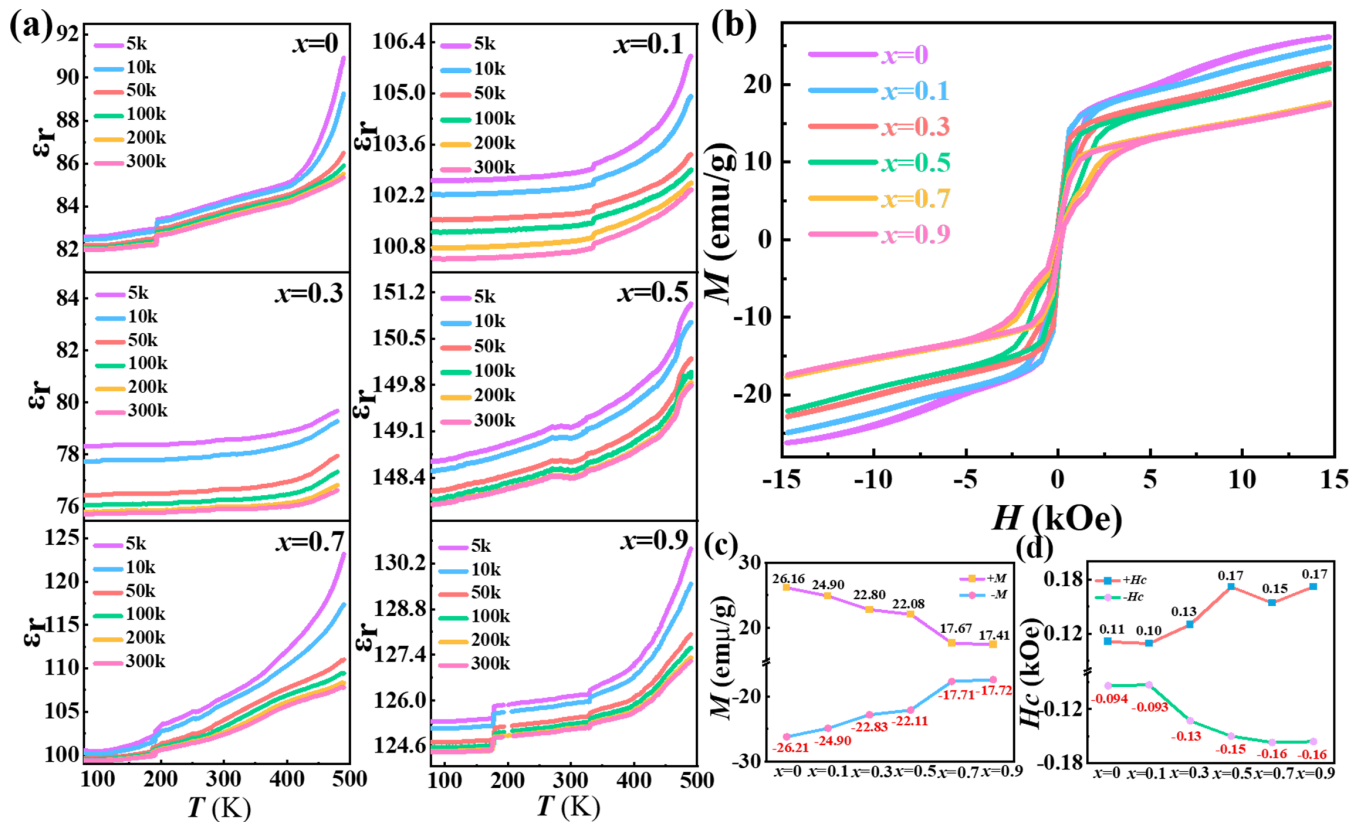 (a)
x=0
5k
10k
50k
100k
200k
300k
εr
92
90
88
86
84
82
x=0.1
5k
10k
50k
100k
200k
300k
εr
106.4
105.0
103.6
102.2
100.8
x=0.3
5k
10k
50k
100k
200k
300k
εr
84
82
80
78
76
x=0.5
5k
10k
50k
100k
200k
300k
εr
151.2
150.5
149.8
149.1
148.4
x=0.7
5k
10k
50k
100k
200k
300k
εr
125
120
115
110
105
100
100 200 300 400 500
T (K)
x=0.9
5k
10k
50k
100k
200k
300k
εr
130.2
128.8
127.4
126.0
124.6
100 200 300 400 500
T (K)
(b)
x=0
x=0.1
x=0.3
x=0.5
x=0.7
x=0.9
M (emu/g)
20
10
0
-10
-20
-15 -10 -5 0 5 10 15
H (kOe)
(c)
+M
-M
M (emμ/g)
30
20
-20
-30
26.16 24.90 22.80 22.08 17.67 17.41
-26.21 -24.90 -22.83 -22.11 -17.71 -17.72
x=0 x=0.1 x=0.3 x=0.5 x=0.7 x=0.9
(d)
+Hc
-Hc
Hc (kOe)
0.18
0.12
-0.12
-0.18
0.11 0.10 0.13 0.17 0.15 0.17
-0.094 -0.093 -0.13 -0.15 -0.16 -0.16
x=0 x=0.1 x=0.3 x=0.5 x=0.7 x=0.9